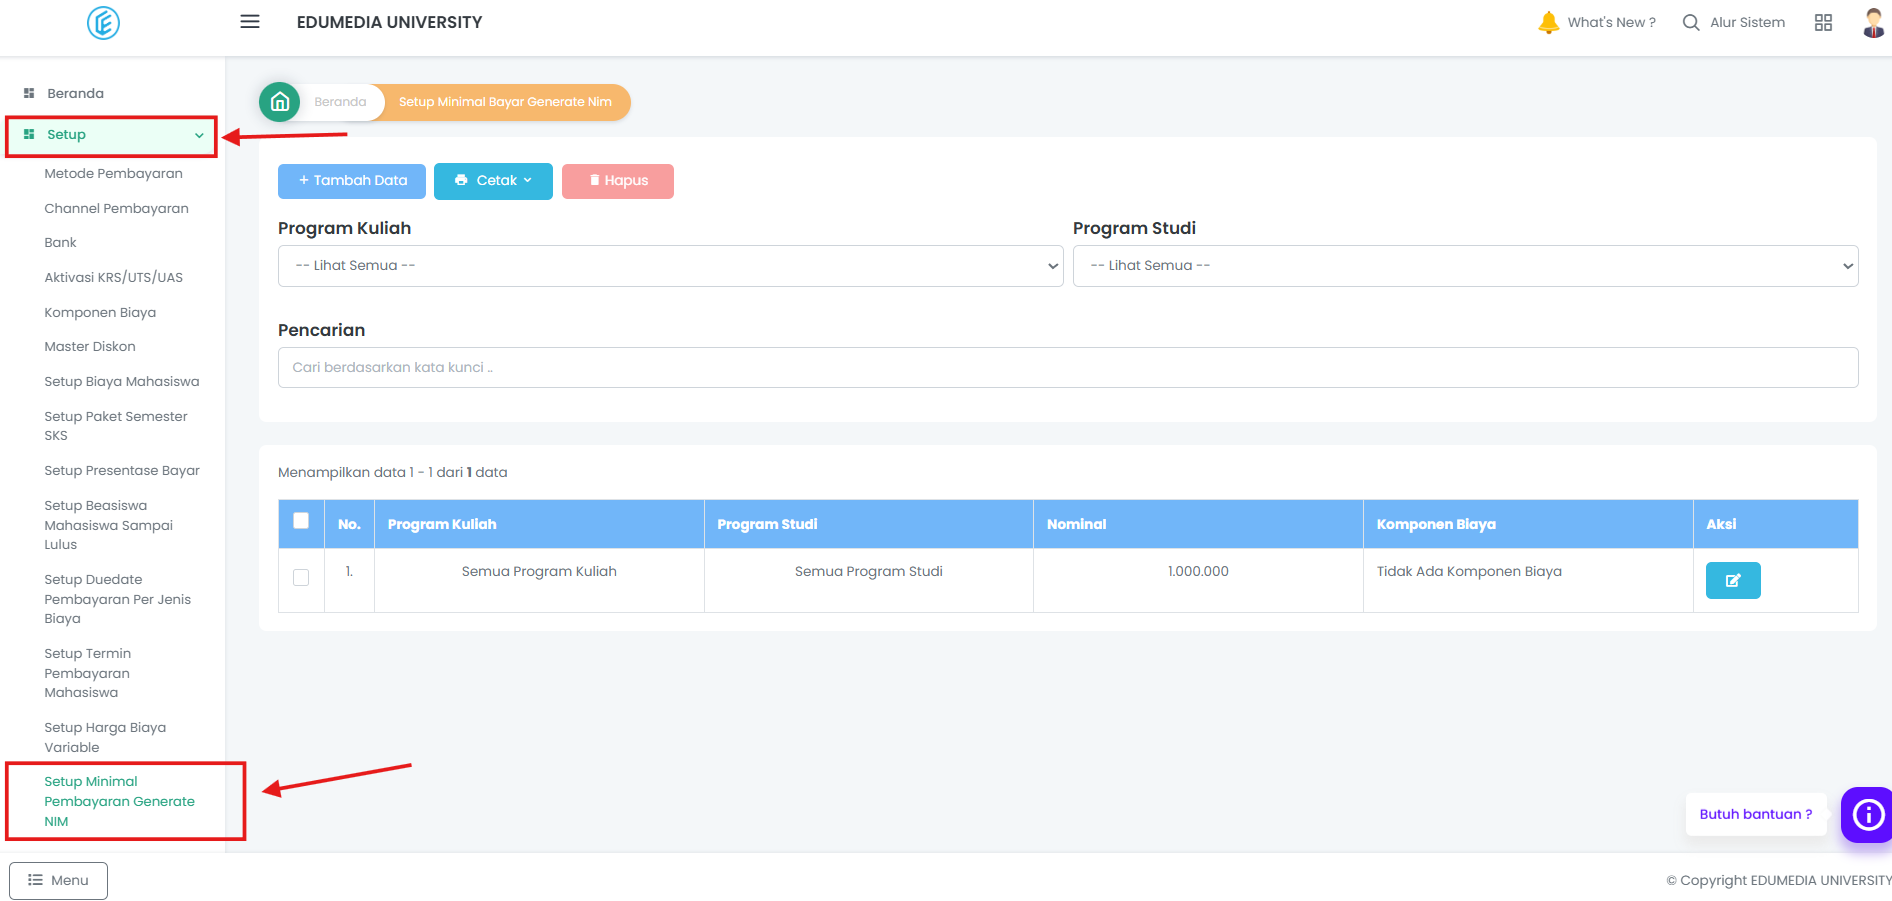 EDUMEDIA UNIVERSITY
What's New ?
Alur Sistem
Beranda
Setup
Metode Pembayaran
Channel Pembayaran
Bank
Aktivasi KRS/UTS/UAS
Komponen Biaya
Master Diskon
Setup Biaya Mahasiswa
Setup Paket Semester
SKS
Setup Presentase Bayar
Setup Beasiswa
Mahasiswa Sampai
Lulus
Setup Duedate
Pembayaran Per Jenis
Biaya
Setup Termin
Pembayaran
Mahasiswa
Setup Harga Biaya
Variable
Setup Minimal
Pembayaran Generate
NIM
Menu
Beranda
Setup Minimal Bayar Generate Nim
+ Tambah Data
Cetak
Hapus
Program Kuliah
-- Lihat Semua --
Program Studi
-- Lihat Semua --
Pencarian
Cari berdasarkan kata kunci ..
Menampilkan data 1 - 1 dari 1 data
No. Program Kuliah Program Studi Nominal Komponen Biaya Aksi
1. Semua Program Kuliah Semua Program Studi 1.000.000 Tidak Ada Komponen Biaya
Butuh bantuan ?
© Copyright EDUMEDIA UNIVERSITY